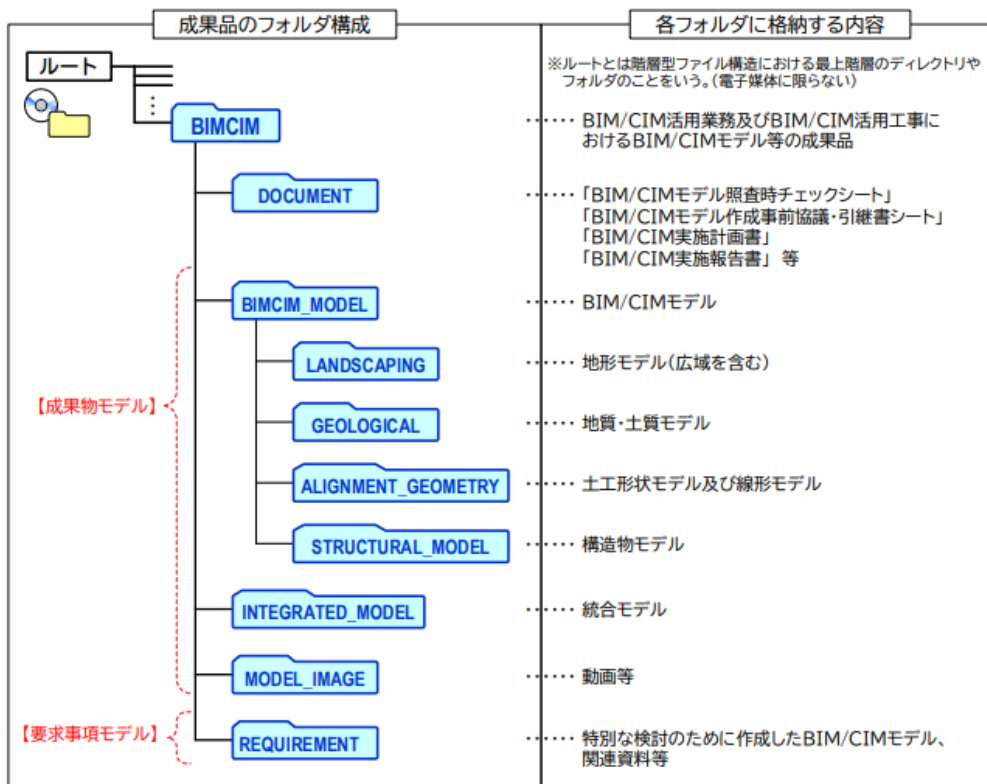 成果品のフォルダ構成
各フォルダに格納する内容
ルート
※ルートとは階層型ファイル構造における最上階層のディレクトリや
フォルダのことをいう。(電子媒体に限らない)
BIMCIM
…… BIM/CIM活用業務及びBIM/CIM活用工事に
おけるBIM/CIMモデル等の成果品
DOCUMENT
…… 「BIM/CIMモデル照査時チェックシート」
「BIM/CIMモデル作成事前協議・引継書シート」
「BIM/CIM実施計画書」
「BIM/CIM実施報告書」 等
【成果物モデル】
BIMCIM_MODEL
…… BIM/CIMモデル
LANDSCAPING
…… 地形モデル(広域を含む)
GEOLOGICAL
…… 地質・土質モデル
ALIGNMENT_GEOMETRY
…… 土工形状モデル及び線形モデル
STRUCTURAL_MODEL
…… 構造物モデル
INTEGRATED_MODEL
…… 統合モデル
MODEL_IMAGE
…… 動画等
【要求事項モデル】
REQUIREMENT
…… 特別な検討のために作成したBIM/CIMモデル、
関連資料等